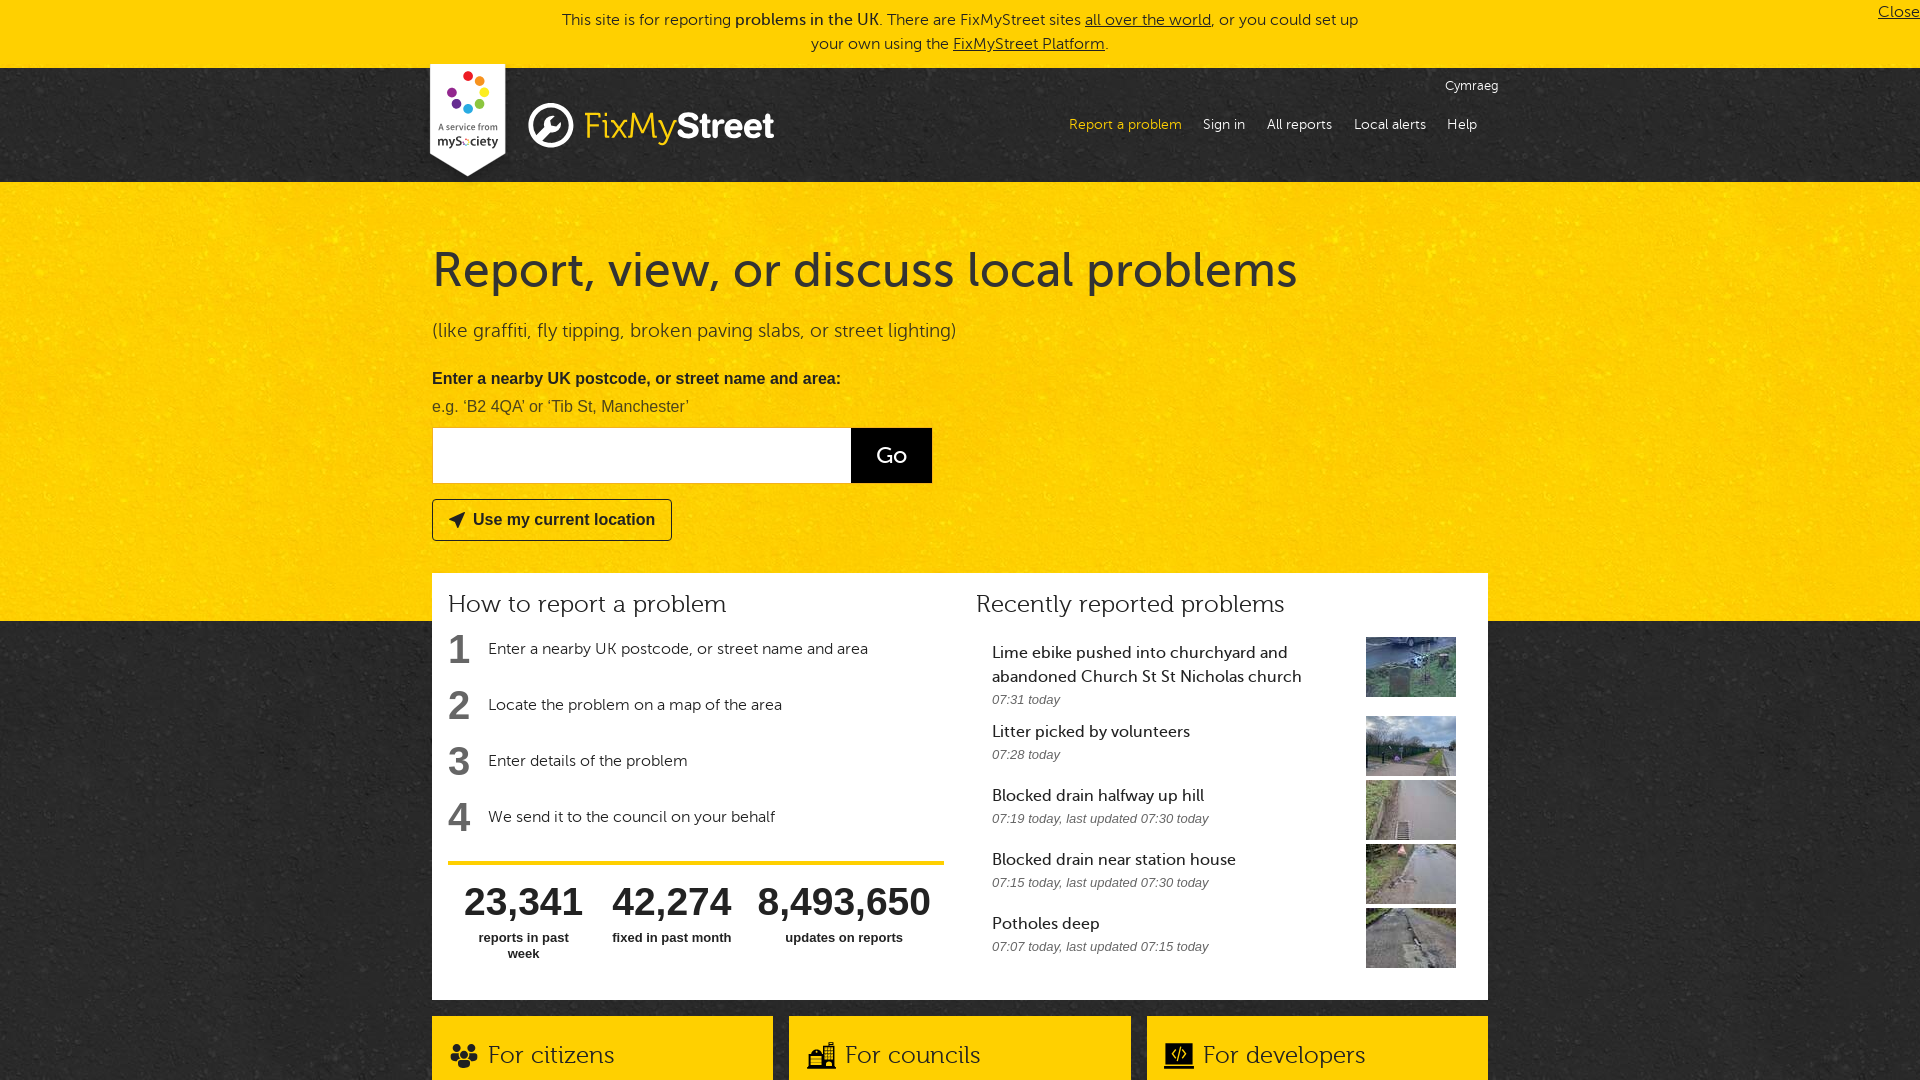 This site is for reporting problems in the UK. There are FixMyStreet sites all over the world, or you could set up
your own using the FixMyStreet Platform.
Close
A service from
mySociety
FixMyStreet
Cymraeg
Report a problem
Sign in
All reports
Local alerts
Help
Report, view, or discuss local problems
(like graffiti, fly tipping, broken paving slabs, or street lighting)
Enter a nearby UK postcode, or street name and area:
e.g. ‘B2 4QA’ or ‘Tib St, Manchester’
Go
Use my current location
How to report a problem
1 Enter a nearby UK postcode, or street name and area
2 Locate the problem on a map of the area
3 Enter details of the problem
4 We send it to the council on your behalf
23,341
reports in past
week
42,274
fixed in past month
8,493,650
updates on reports
Recently reported problems
Lime ebike pushed into churchyard and
abandoned Church St St Nicholas church
07:31 today
Litter picked by volunteers
07:28 today
Blocked drain halfway up hill
07:19 today, last updated 07:30 today
Blocked drain near station house
07:15 today, last updated 07:30 today
Potholes deep
07:07 today, last updated 07:15 today
For citizens
For councils
For developers